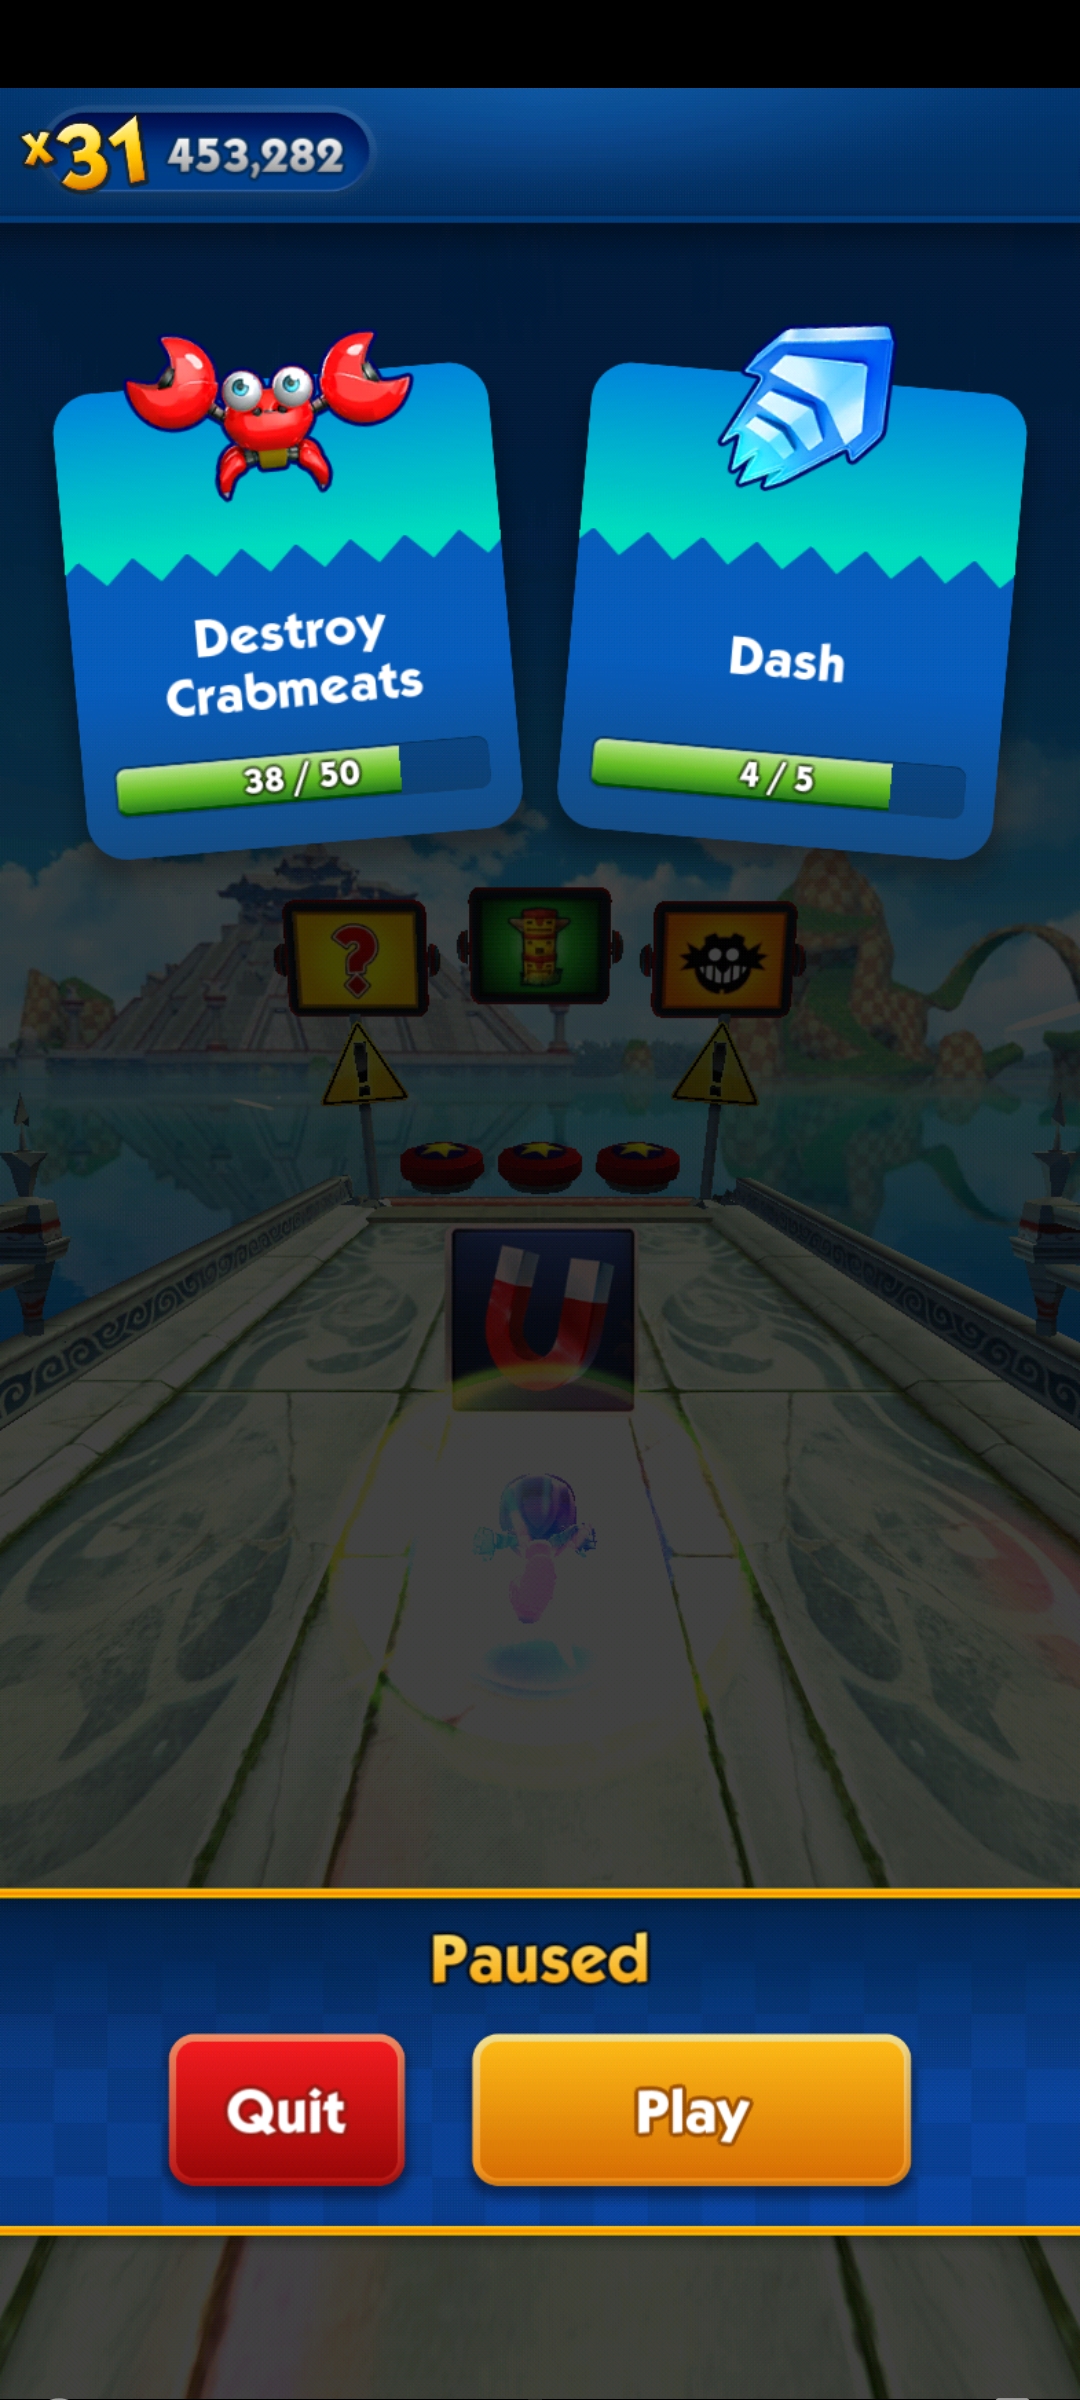 x31 453,282
Destroy
Crabmeats
38 / 50
Dash
4 / 5
?
!
!
Paused
Quit
Play